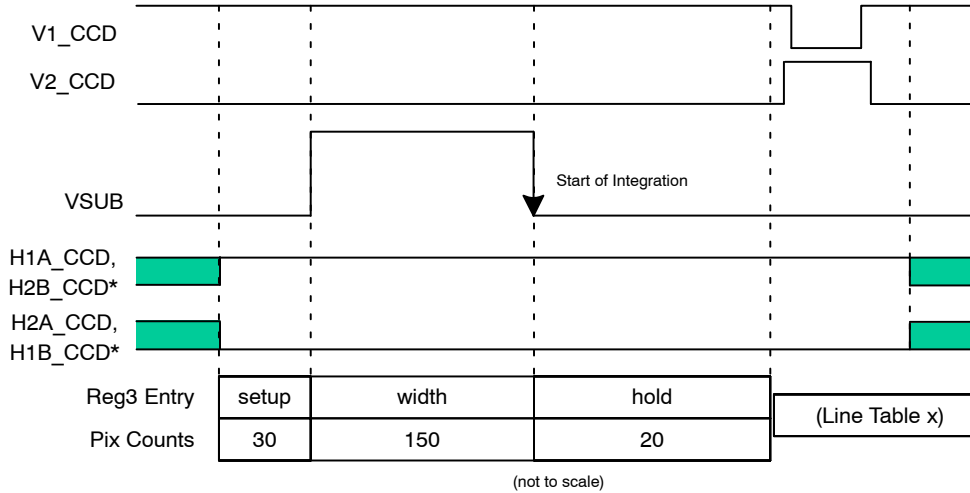 V1_CCD
V2_CCD
Start of Integration
VSUB
H1A_CCD,
H2B_CCD*
H2A_CCD,
H1B_CCD*
Reg3 Entry setup width hold
(Line Table x)
Pix Counts 30 150 20
(not to scale)